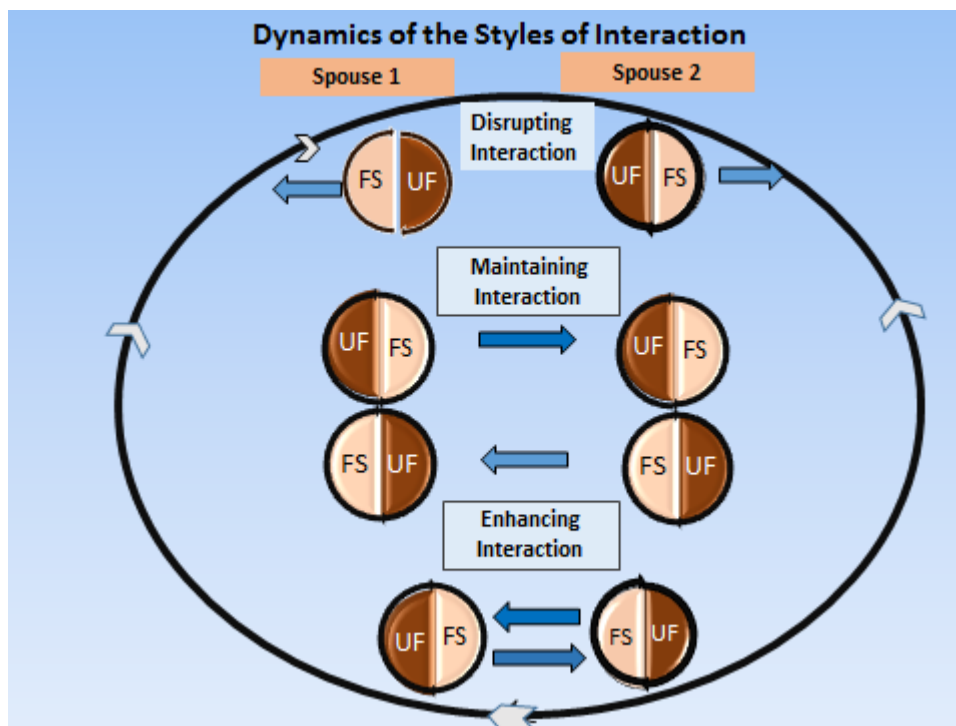 Dynamics of the Styles of Interaction
Spouse 1
Spouse 2
Disrupting
Interaction
FS UF
UF FS
Maintaining
Interaction
UF FS
UF FS
FS UF
FS UF
Enhancing
Interaction
UF FS
FS UF